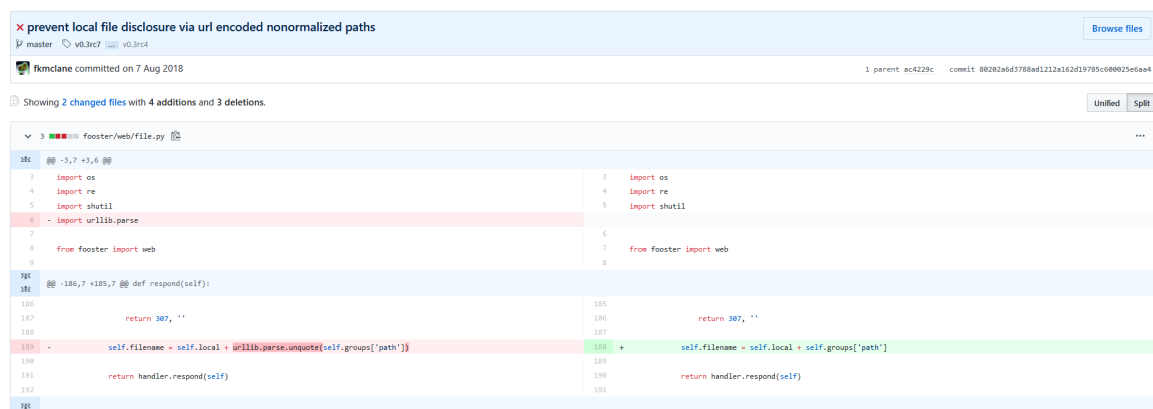 × prevent local file disclosure via url encoded nonormalized paths
Browse files
master v0.3rc7 ... v0.3rc4
fkmclane committed on 7 Aug 2018
1 parent ac4229c commit 80202a6d3788ad1212a162d19785c600025e6aa4
Showing 2 changed files with 4 additions and 3 deletions.
Unified Split
3 fooster/web/file.py ...
@@ -3,7 +3,6 @@
3 import os 3 import os
4 import re 4 import re
5 import shutil 5 import shutil
6 - import urllib.parse
7 6
8 from fooster import web 7 from fooster import web
9 8
@@ -186,7 +185,7 @@ def respond(self):
186 185
187 return 307, '' 186 return 307, ''
188 187
189 - self.filename = self.local + urllib.parse.unquote(self.groups['path']) 188 + self.filename = self.local + self.groups['path']
190 189
191 return handler.respond(self) 190 return handler.respond(self)
192 191